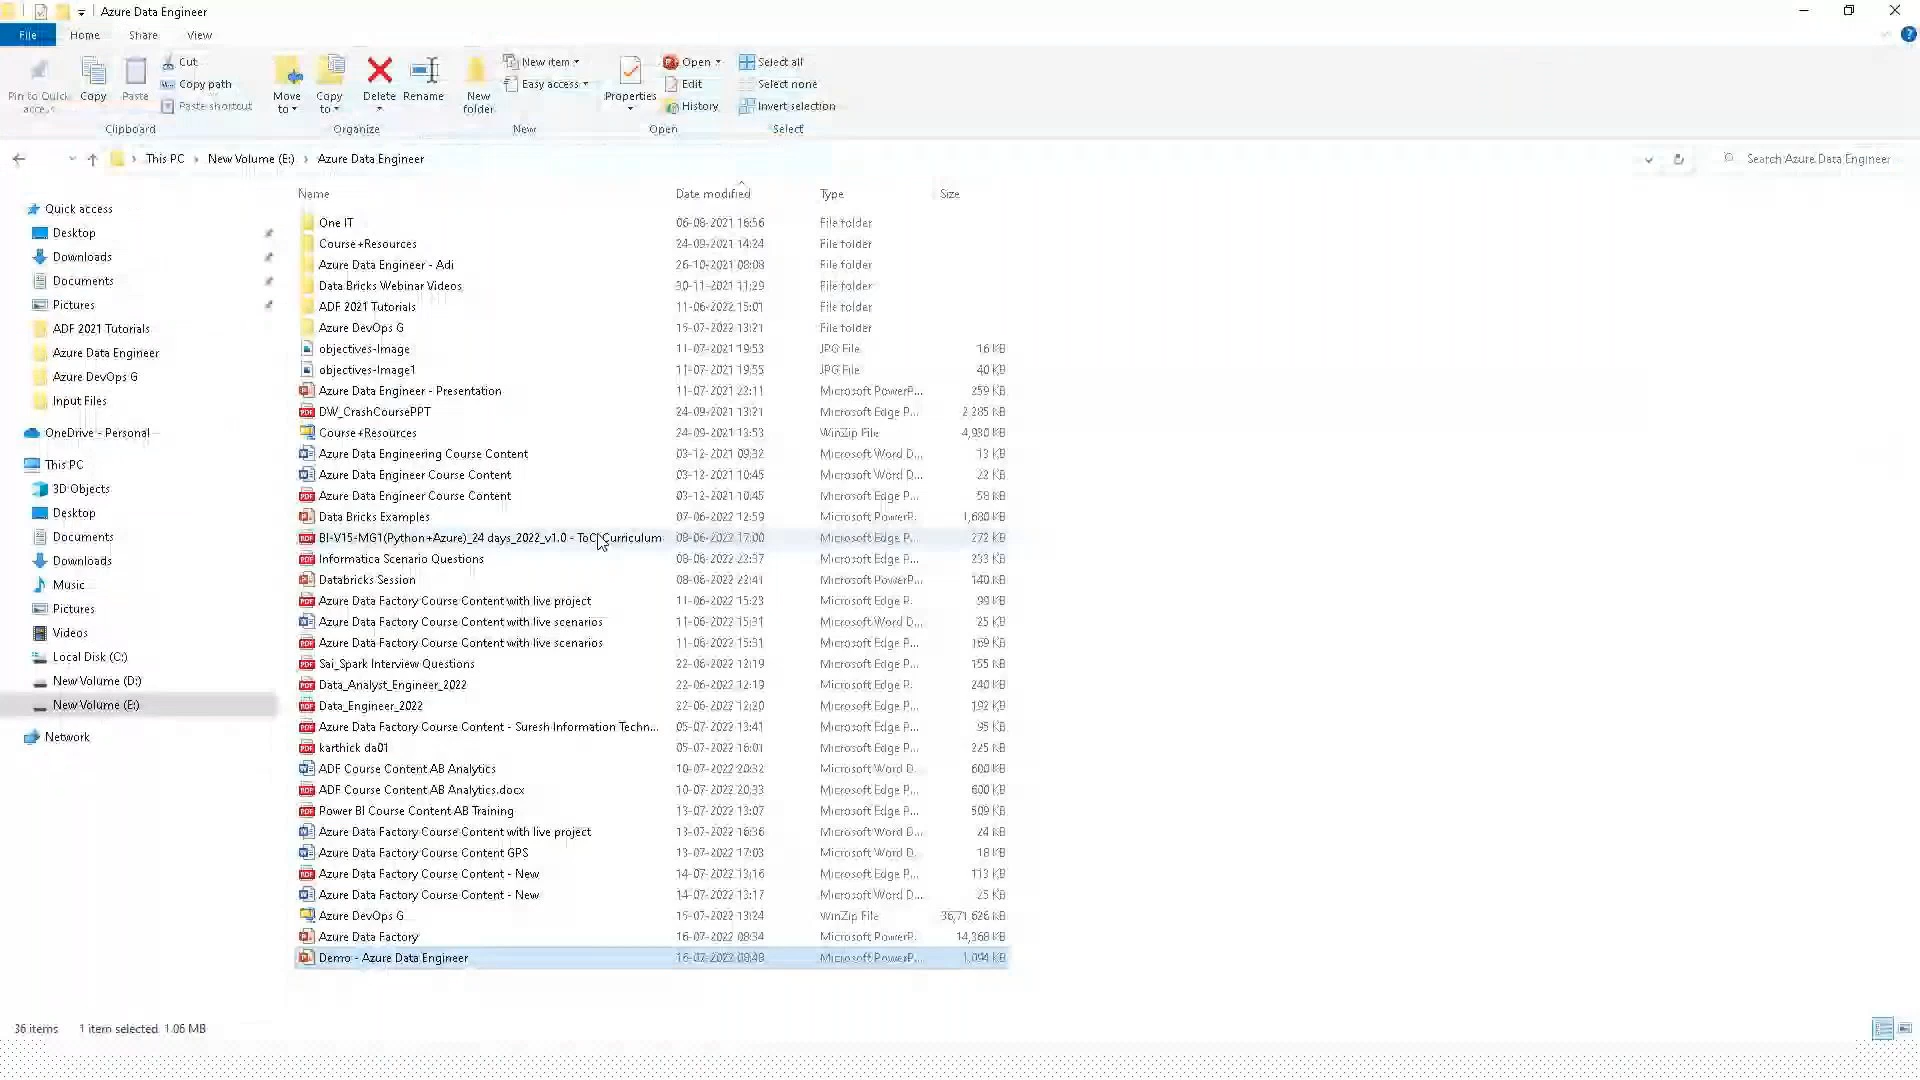 Azure Data Engineer
File Home Share View
Pin to Quick access
Copy
Paste
Cut
Copy path
Paste shortcut
Move to
Copy to
Delete
Rename
New folder
New item
Easy access
Properties
Open
Edit
History
Select all
Select none
Invert selection
Clipboard Organize New Open Select
This PC New Volume (E:) Azure Data Engineer Search Azure Data Engineer
Quick access
Desktop
Downloads
Documents
Pictures
ADF 2021 Tutorials
Azure Data Engineer
Azure DevOps G
Input Files
OneDrive - Personal
This PC
3D Objects
Desktop
Documents
Downloads
Music
Pictures
Videos
Local Disk (C:)
New Volume (D:)
New Volume (E:)
Network
Name Date modified Type Size
One IT 06-08-2021 16:56 File folder
Course+Resources 24-09-2021 14:24 File folder
Azure Data Engineer - Adi 26-10-2021 08:08 File folder
Data Bricks Webinar Videos 30-11-2021 11:29 File folder
ADF 2021 Tutorials 11-06-2022 15:01 File folder
Azure DevOps G 15-07-2022 13:21 File folder
objectives-Image 11-07-2021 19:53 JPG File 16 KB
objectives-Image1 11-07-2021 19:55 JPG File 40 KB
Azure Data Engineer - Presentation 11-07-2021 22:11 Microsoft PowerP... 259 KB
DW_CrashCoursePPT 24-09-2021 13:21 Microsoft Edge P... 2,285 KB
Course+Resources 24-09-2021 13:53 WinZip File 4,930 KB
Azure Data Engineering Course Content 03-12-2021 09:32 Microsoft Word D... 13 KB
Azure Data Engineer Course Content 03-12-2021 10:45 Microsoft Word D... 22 KB
Azure Data Engineer Course Content 03-12-2021 10:45 Microsoft Edge P... 58 KB
Data Bricks Examples 07-06-2022 12:59 Microsoft PowerP... 1,680 KB
BI-V15-MG1(Python+Azure)_24 days_2022_v1.0 - ToC Curriculum 08-06-2022 17:00 Microsoft Edge P... 272 KB
Informatica Scenario Questions 08-06-2022 22:37 Microsoft Edge P... 233 KB
Databricks Session 08-06-2022 22:41 Microsoft PowerP... 140 KB
Azure Data Factory Course Content with live project 11-06-2022 15:23 Microsoft Edge P... 99 KB
Azure Data Factory Course Content with live scenarios 11-06-2022 15:31 Microsoft Word D... 25 KB
Azure Data Factory Course Content with live scenarios 11-06-2022 15:31 Microsoft Edge P... 169 KB
Sai_Spark Interview Questions 22-06-2022 12:19 Microsoft Edge P... 155 KB
Data_Analyst_Engineer_2022 22-06-2022 12:19 Microsoft Edge P... 240 KB
Data_Engineer_2022 22-06-2022 12:20 Microsoft Edge P... 192 KB
Azure Data Factory Course Content - Suresh Information Techn... 05-07-2022 13:41 Microsoft Edge P... 95 KB
karthick da01 05-07-2022 16:01 Microsoft Edge P... 225 KB
ADF Course Content AB Analytics 10-07-2022 20:32 Microsoft Word D... 600 KB
ADF Course Content AB Analytics.docx 10-07-2022 20:33 Microsoft Edge P... 600 KB
Power BI Course Content AB Training 13-07-2022 13:07 Microsoft Edge P... 509 KB
Azure Data Factory Course Content with live project 13-07-2022 16:36 Microsoft Word D... 24 KB
Azure Data Factory Course Content GPS 13-07-2022 17:03 Microsoft Word D... 18 KB
Azure Data Factory Course Content - New 14-07-2022 13:16 Microsoft Edge P... 113 KB
Azure Data Factory Course Content - New 14-07-2022 13:17 Microsoft Word D... 25 KB
Azure DevOps G 15-07-2022 13:24 WinZip File 36,71,626 KB
Azure Data Factory 16-07-2022 08:34 Microsoft PowerP... 14,368 KB
Demo - Azure Data Engineer 16-07-2022 08:48 Microsoft PowerP... 1,094 KB
36 items 1 item selected 1.06 MB